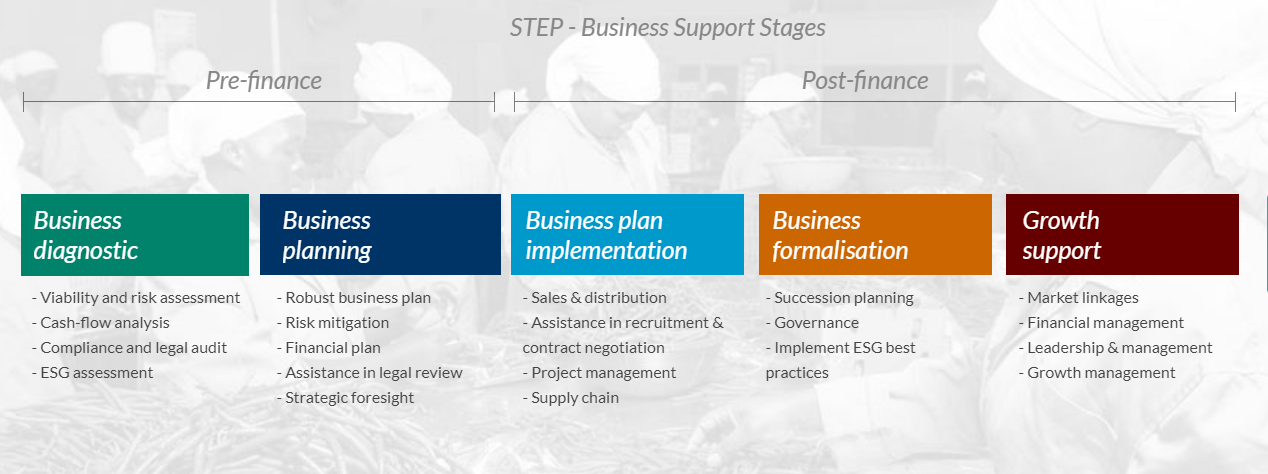 STEP - Business Support Stages
Pre-finance
Post-finance
Business
diagnostic
- Viability and risk assessment
- Cash-flow analysis
- Compliance and legal audit
- ESG assessment
Business
planning
- Robust business plan
- Risk mitigation
- Financial plan
- Assistance in legal review
- Strategic foresight
Business plan
implementation
- Sales & distribution
- Assistance in recruitment &
contract negotiation
- Project management
- Supply chain
Business
formalisation
- Succession planning
- Governance
- Implement ESG best
practices
Growth
support
- Market linkages
- Financial management
- Leadership & management
- Growth management